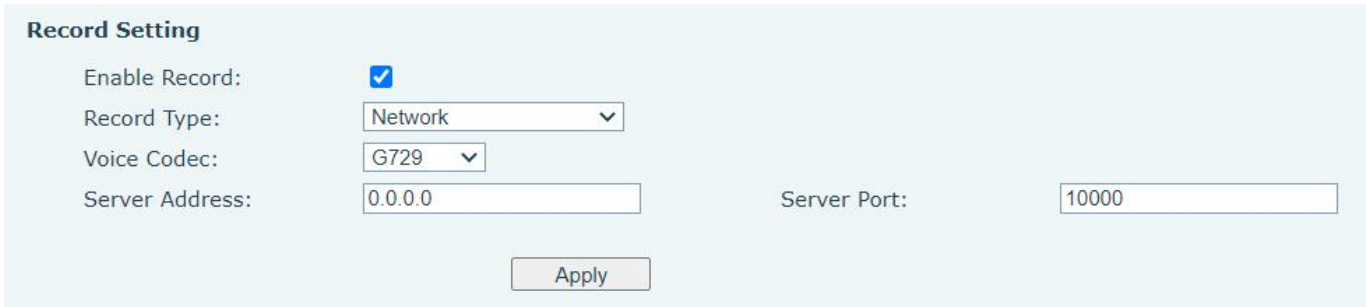 Record Setting
Enable Record:
Record Type: Network
Voice Codec: G729
Server Address: 0.0.0.0 Server Port: 10000
Apply